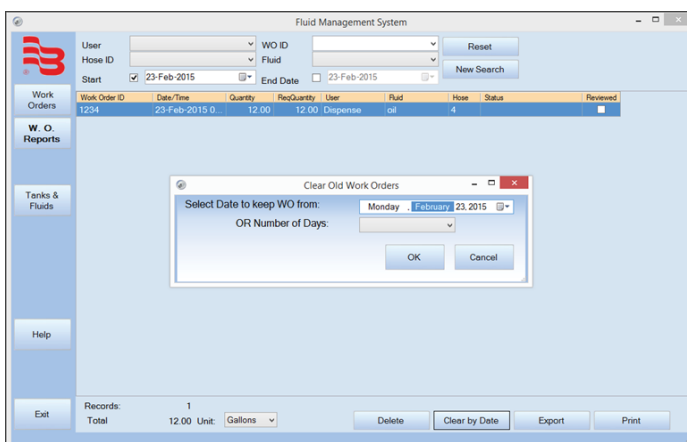 Fluid Management System
User
WO ID
Reset
Hose ID
Fluid
Start 23-Feb-2015 End Date 23-Feb-2015
New Search
Work Orders
W. O. Reports
Tanks & Fluids
Help
Exit
Work Order ID Date/Time Quantity ReqQuantity User Fluid Hose Status Reviewed
1234 23-Feb-2015 0... 12.00 12.00 Dispense oil 4
Clear Old Work Orders
Select Date to keep WO from: Monday , February 23, 2015
OR Number of Days:
OK Cancel
Records: 1
Total 12.00 Unit: Gallons
Delete Clear by Date Export Print